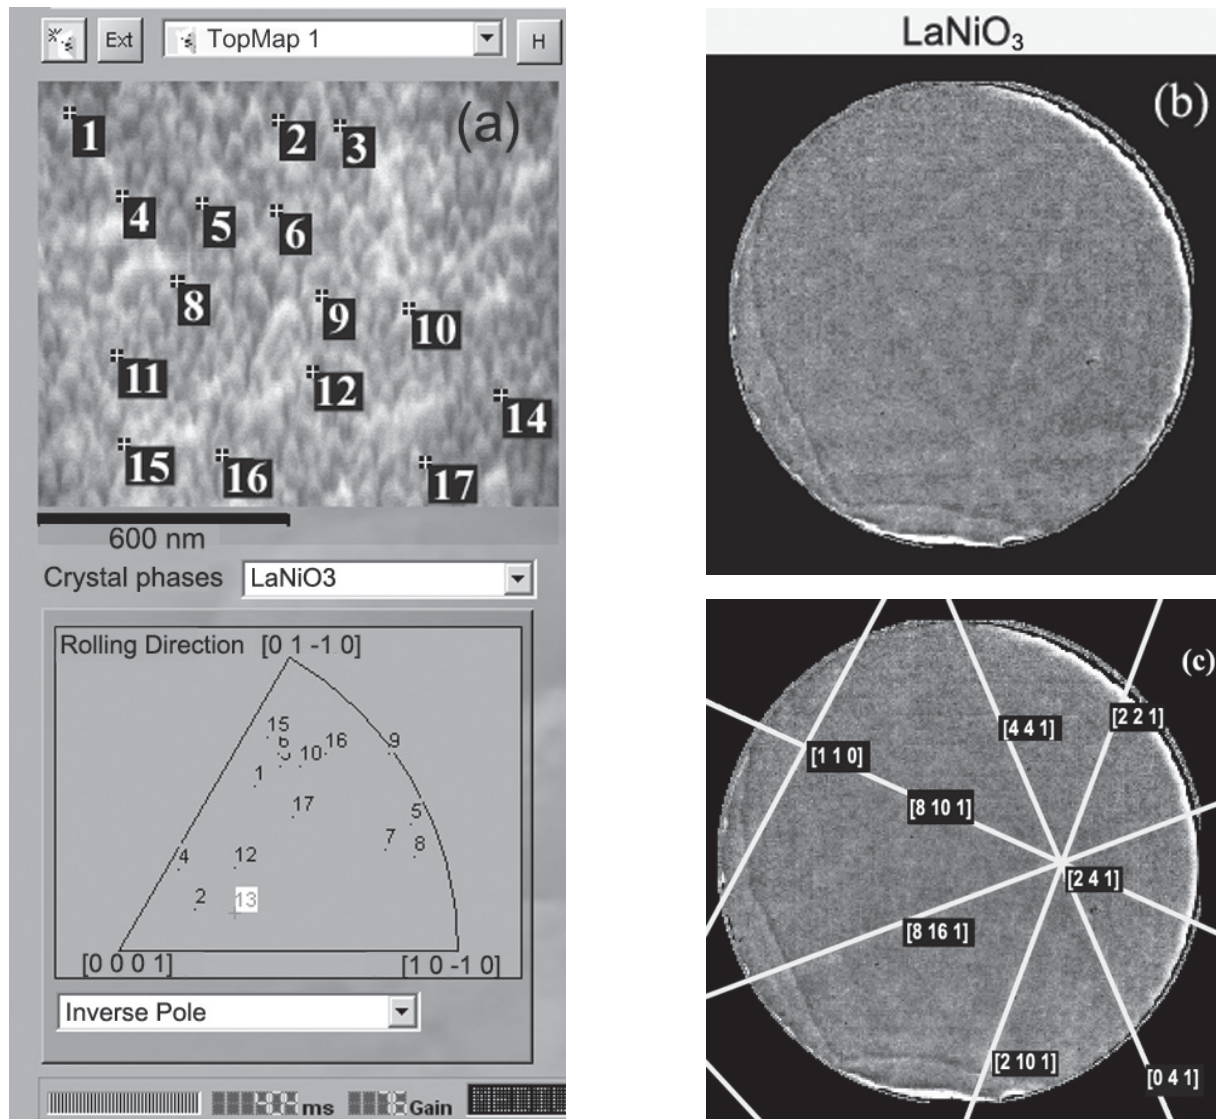 Ext
TopMap 1
H
(a)
1
2
3
4
5
6
8
9
10
11
12
14
15
16
17
600 nm
Crystal phases
LaNiO3
Rolling Direction [0 1 -1 0]
15
6
10
16
9
1
17
5
7
8
4
12
2
13
[0 0 0 1]
[1 0 -1 0]
Inverse Pole
ms
Gain
LaNiO₃
(b)
(c)
[4 4 1]
[2 2 1]
[1 1 0]
[8 10 1]
[2 4 1]
[8 16 1]
[2 10 1]
[0 4 1]